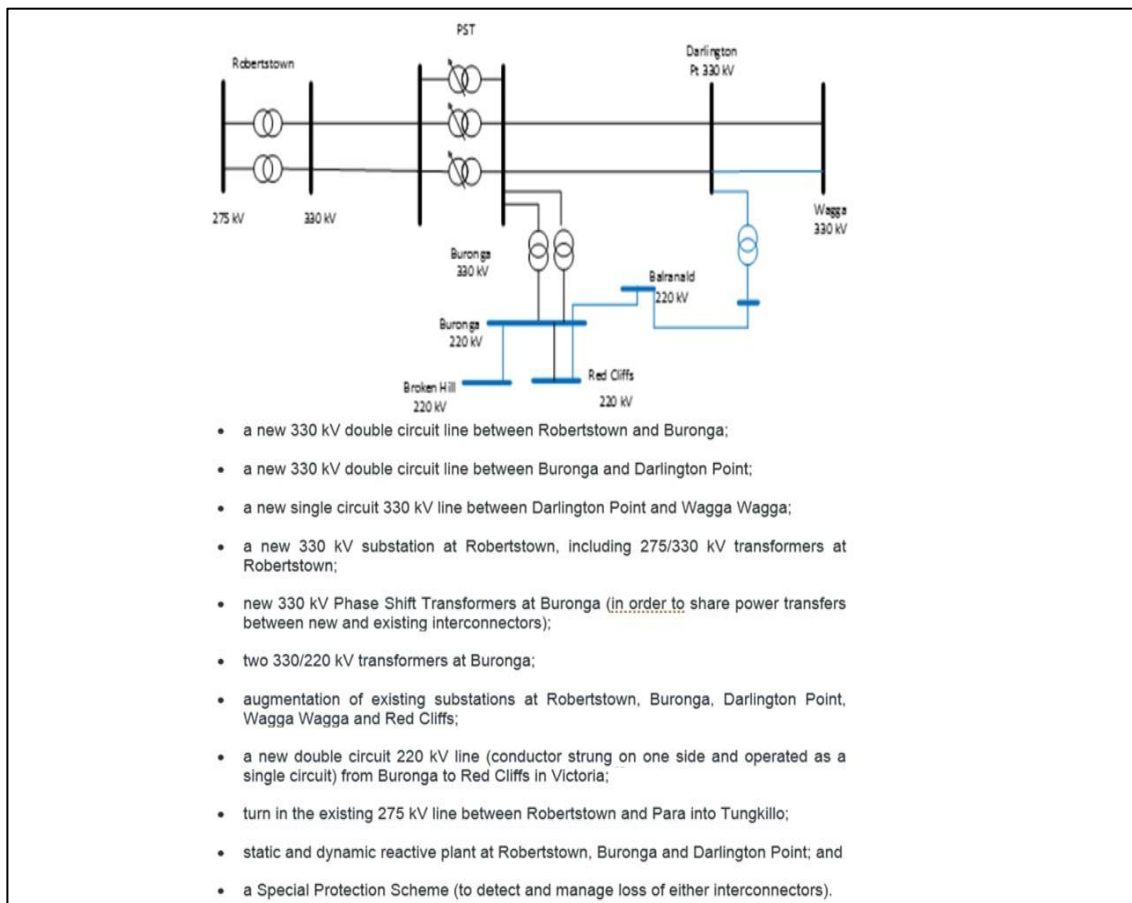 PST
Robertstown
Darlington
Pt 330 kV
275 kV
330 kV
Wagga
330 kV
Buronga
330 kV
Balranald
220 kV
Buronga
220 kV
Red Cliffs
220 kV
Broken Hill
220 kV
• a new 330 kV double circuit line between Robertstown and Buronga;
• a new 330 kV double circuit line between Buronga and Darlington Point;
• a new single circuit 330 kV line between Darlington Point and Wagga Wagga;
• a new 330 kV substation at Robertstown, including 275/330 kV transformers at
Robertstown;
• new 330 kV Phase Shift Transformers at Buronga (in order to share power transfers
between new and existing interconnectors);
• two 330/220 kV transformers at Buronga;
• augmentation of existing substations at Robertstown, Buronga, Darlington Point,
Wagga Wagga and Red Cliffs;
• a new double circuit 220 kV line (conductor strung on one side and operated as a
single circuit) from Buronga to Red Cliffs in Victoria;
• turn in the existing 275 kV line between Robertstown and Para into Tungkillo;
• static and dynamic reactive plant at Robertstown, Buronga and Darlington Point; and
• a Special Protection Scheme (to detect and manage loss of either interconnectors).